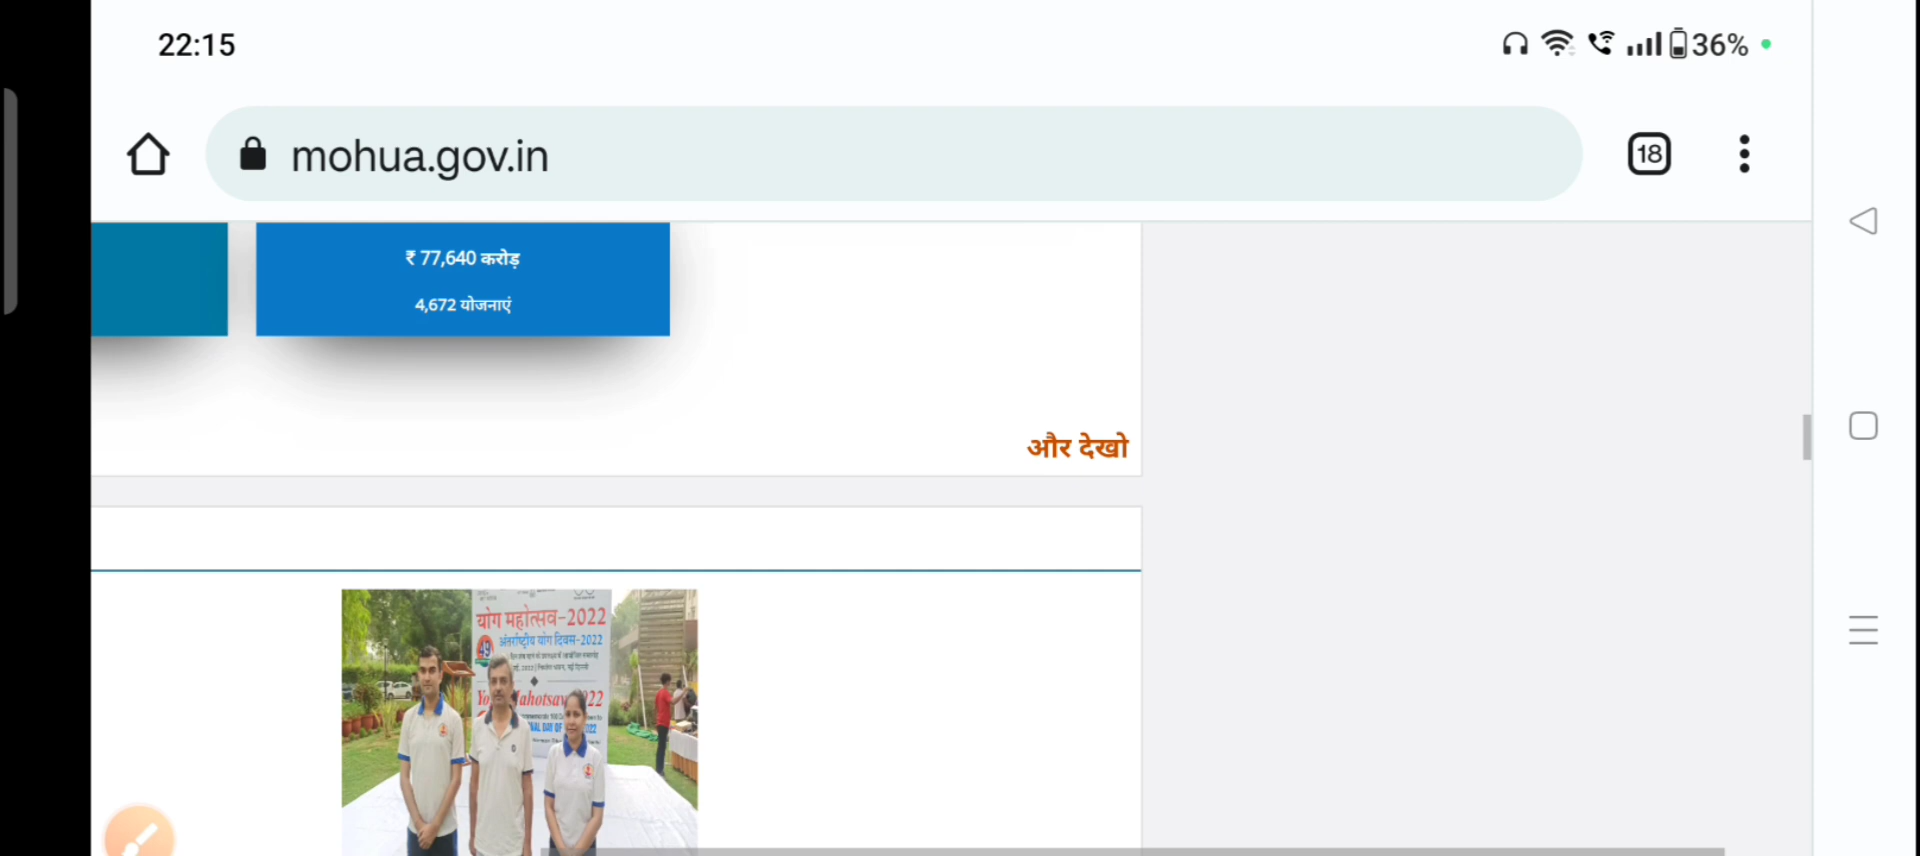 22:15
36%
mohua.gov.in
18
₹ 77,640 करोड़
4,672 योजनाएं
और देखो
योग महोत्सव-2022
49
अंतर्राष्ट्रीय योग दिवस-2022